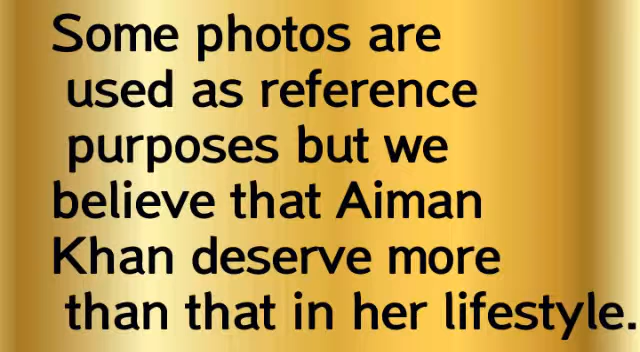 Some photos are
used as reference
purposes but we
believe that Aiman
Khan deserve more
than that in her lifestyle.